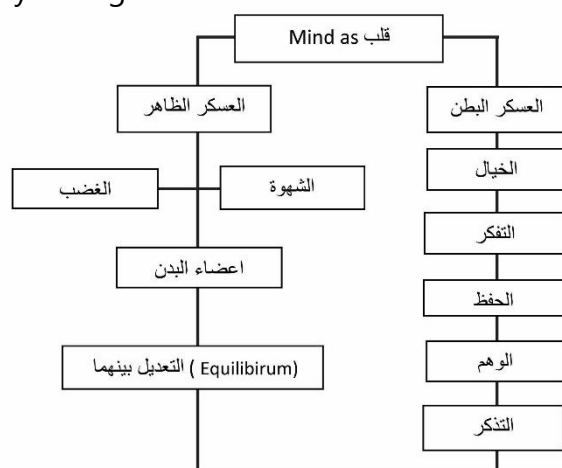 Mind as قلب
العسكر الظاهر
العسكر البطن
الخيال
الغضب
الشهوة
التفكر
اعضاء البدن
الحفظ
التعديل بينهما ( Equilibirum)
الوهم
التذكر